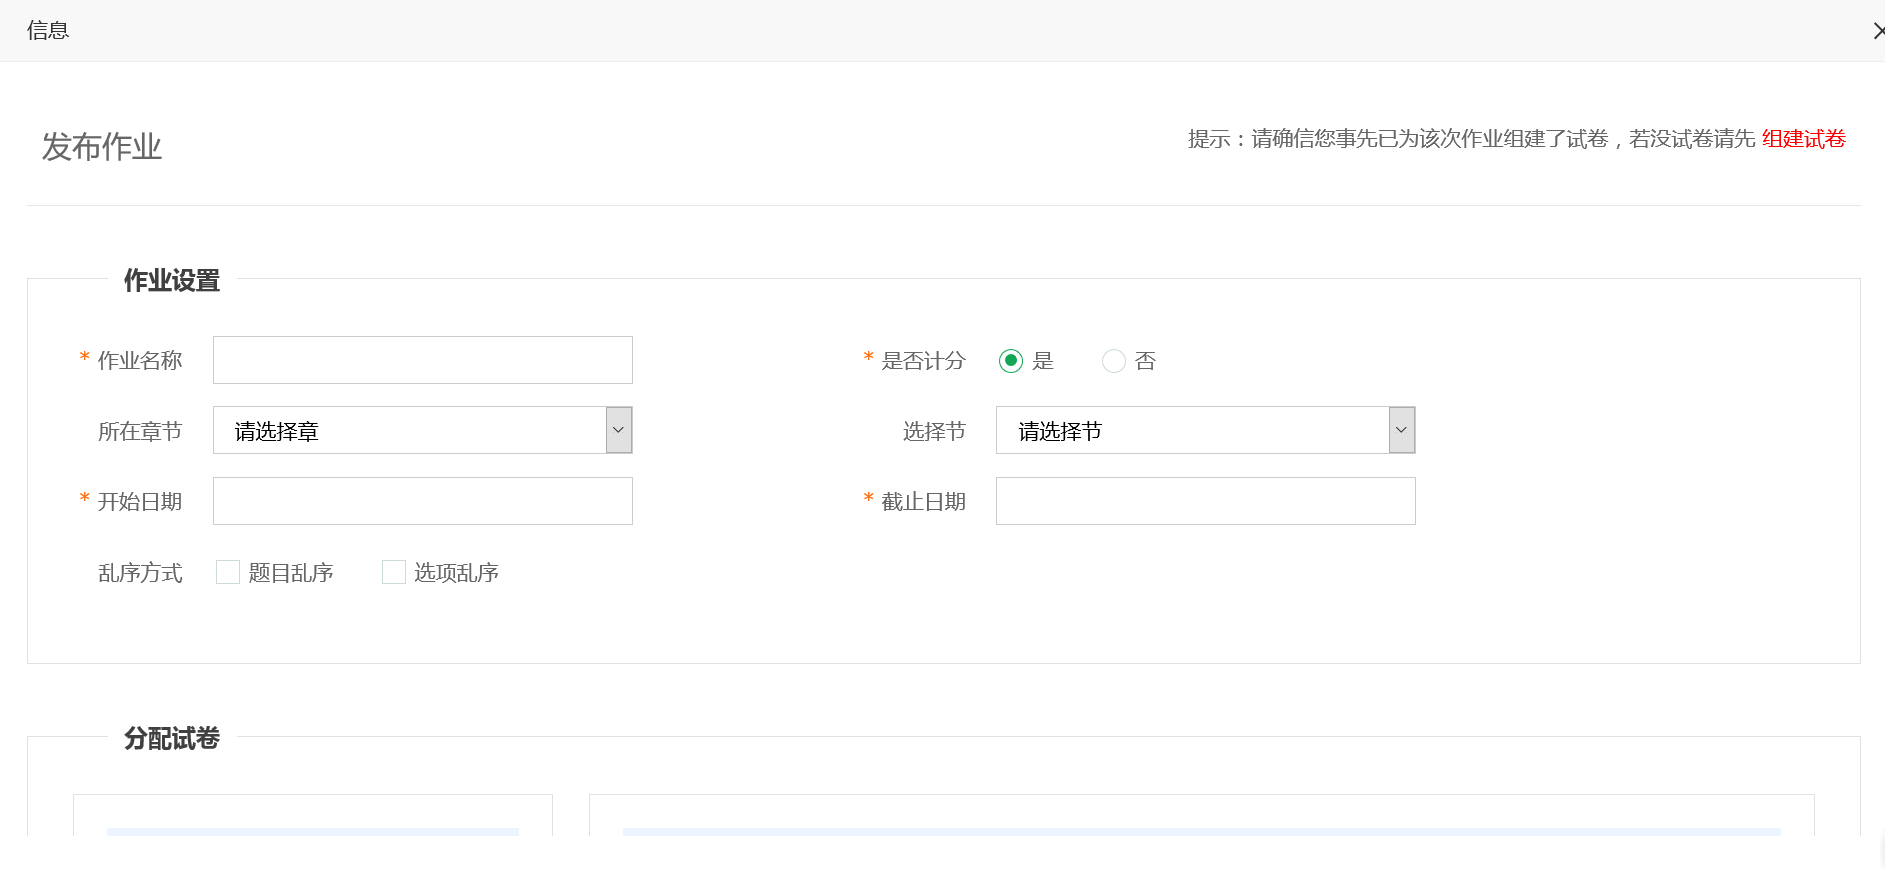 信息
发布作业
提示：请确信您事先已为该次作业组建了试卷，若没试卷请先 组建试卷
作业设置
* 作业名称
* 是否计分 是 否
所在章节 请选择章
选择节 请选择节
* 开始日期
* 截止日期
乱序方式 题目乱序 选项乱序
分配试卷